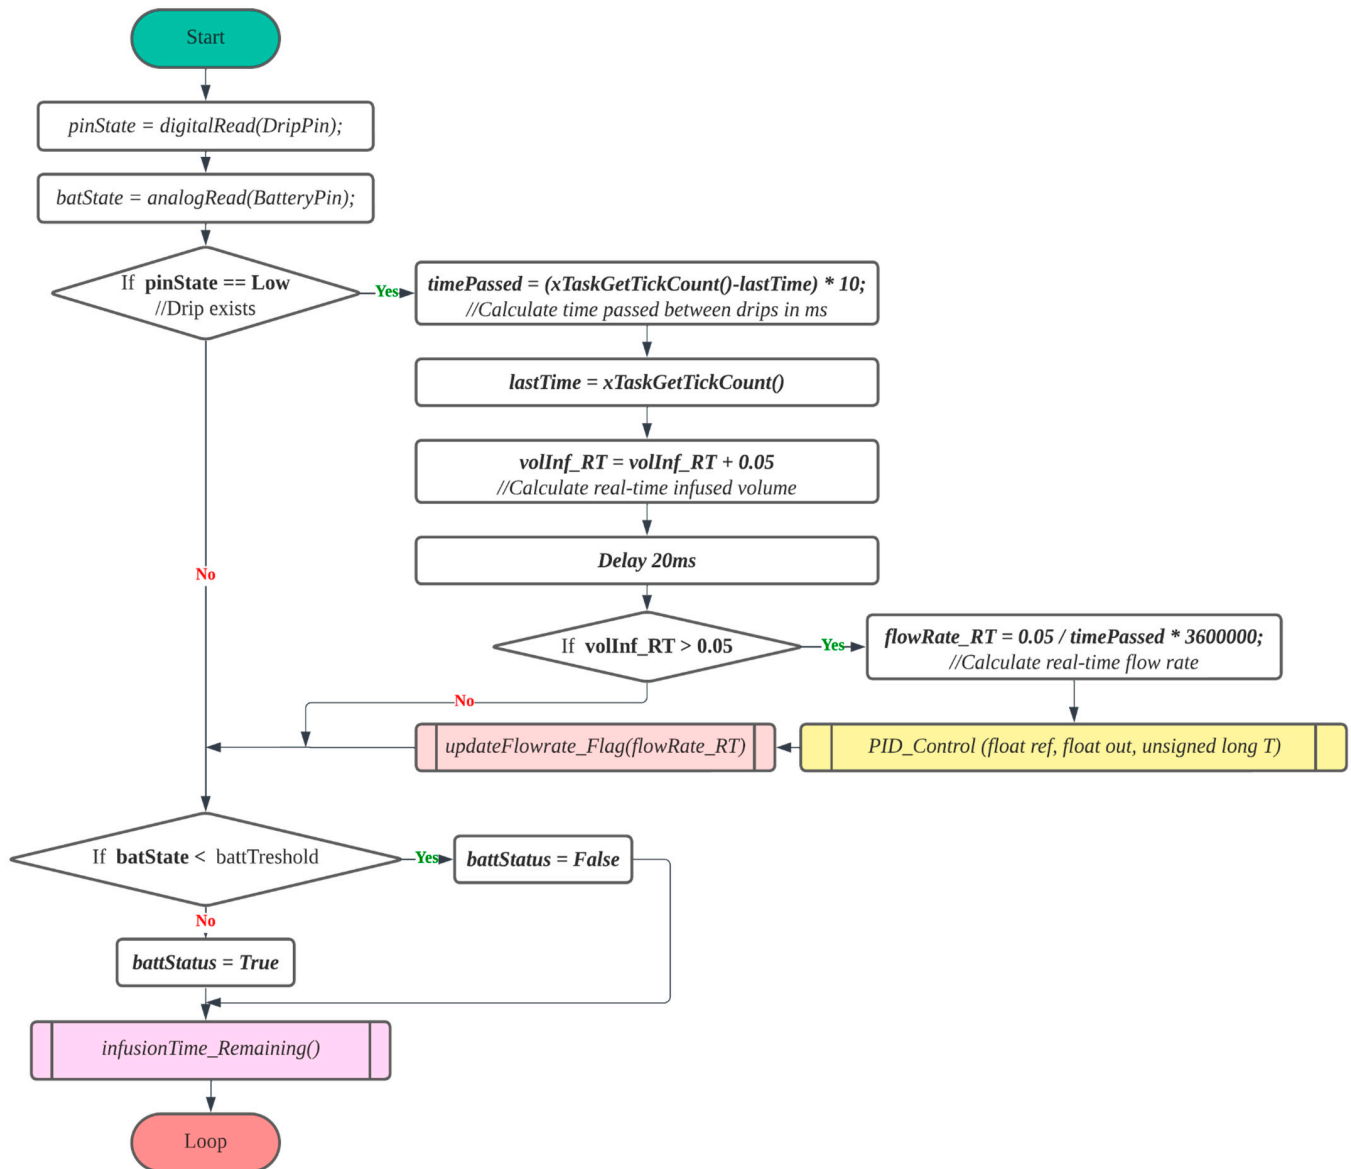 Start
pinState = digitalRead(DripPin);
batState = analogRead(BatteryPin);
If pinState == Low
//Drip exists
Yes
timePassed = (xTaskGetTickCount()-lastTime) * 10;
//Calculate time passed between drips in ms
lastTime = xTaskGetTickCount()
volInf_RT = volInf_RT + 0.05
//Calculate real-time infused volume
Delay 20ms
No
If volInf_RT > 0.05
Yes
flowRate_RT = 0.05 / timePassed * 3600000;
//Calculate real-time flow rate
No
updateFlowrate_Flag(flowRate_RT)
PID_Control (float ref, float out, unsigned long T)
If batState < battTreshold
Yes
battStatus = False
No
battStatus = True
infusionTime_Remaining()
Loop